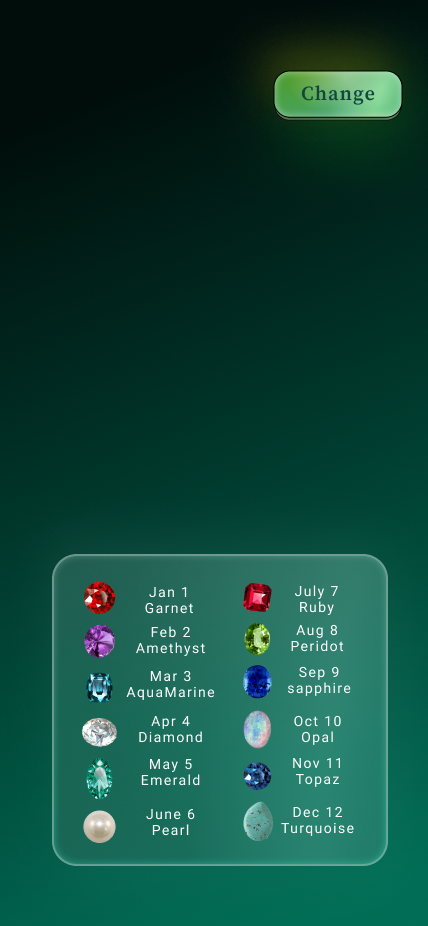 Change
Jan 1
Garnet
Feb 2
Amethyst
Mar 3
AquaMarine
Apr 4
Diamond
May 5
Emerald
June 6
Pearl
July 7
Ruby
Aug 8
Peridot
Sep 9
sapphire
Oct 10
Opal
Nov 11
Topaz
Dec 12
Turquoise